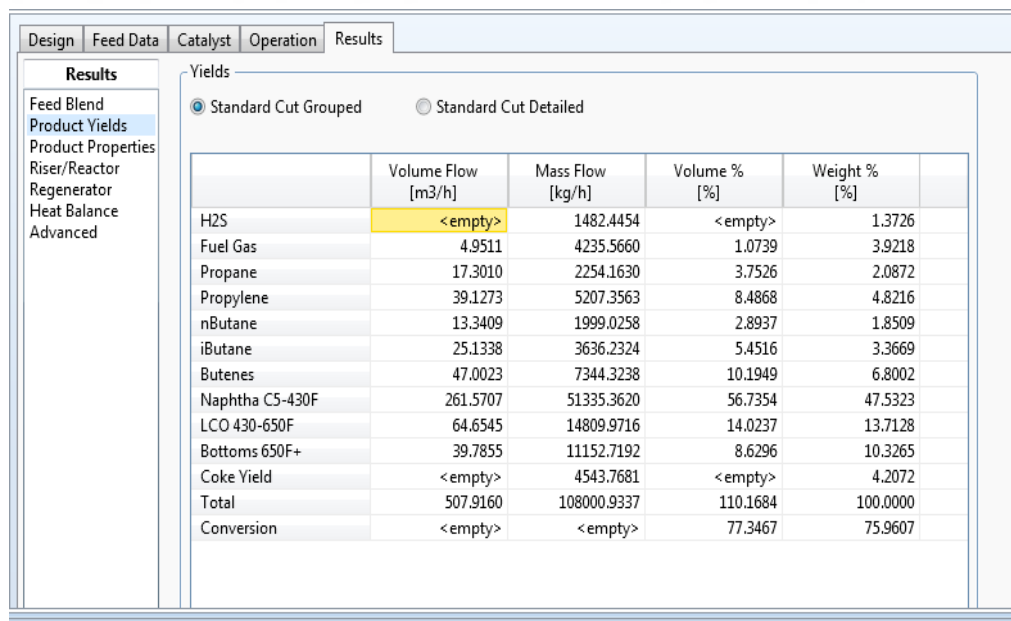 Design Feed Data Catalyst Operation Results
Results
Feed Blend
Product Yields
Product Properties
Riser/Reactor
Regenerator
Heat Balance
Advanced
Yields
Standard Cut Grouped Standard Cut Detailed
Volume Flow [m3/h] Mass Flow [kg/h] Volume % [%] Weight % [%]
H2S <empty> 1482.4454 <empty> 1.3726
Fuel Gas 4.9511 4235.5660 1.0739 3.9218
Propane 17.3010 2254.1630 3.7526 2.0872
Propylene 39.1273 5207.3563 8.4868 4.8216
nButane 13.3409 1999.0258 2.8937 1.8509
iButane 25.1338 3636.2324 5.4516 3.3669
Butenes 47.0023 7344.3238 10.1949 6.8002
Naphtha C5-430F 261.5707 51335.3620 56.7354 47.5323
LCO 430-650F 64.6545 14809.9716 14.0237 13.7128
Bottoms 650F+ 39.7855 11152.7192 8.6296 10.3265
Coke Yield <empty> 4543.7681 <empty> 4.2072
Total 507.9160 108000.9337 110.1684 100.0000
Conversion <empty> <empty> 77.3467 75.9607